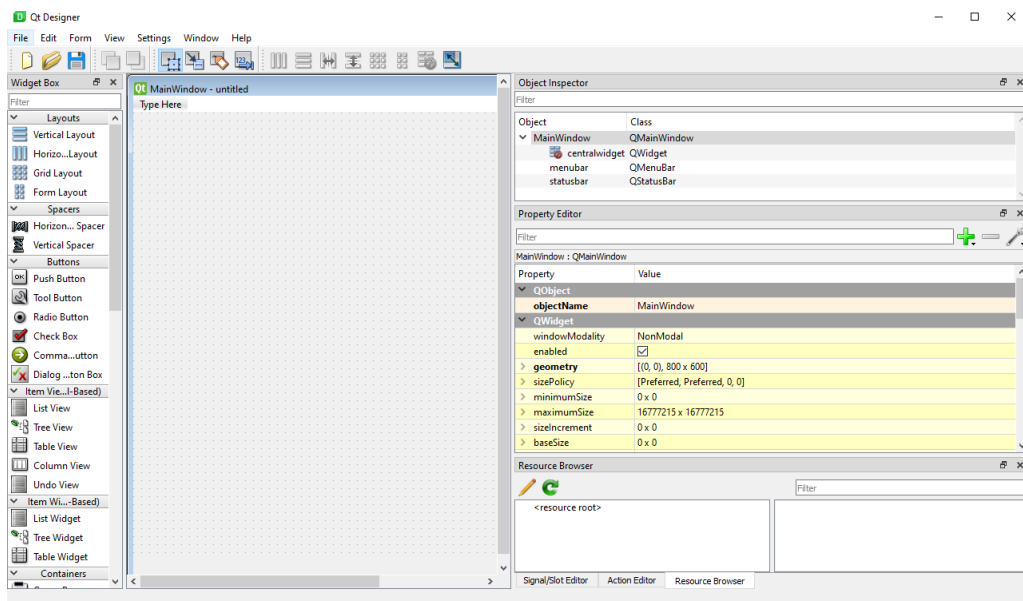 Qt Designer
File Edit Form View Settings Window Help
123
Widget Box
Filter
Layouts
Vertical Layout
Horizo...Layout
Grid Layout
Form Layout
Spacers
Horizon... Spacer
Vertical Spacer
Buttons
OK Push Button
Tool Button
Radio Button
Check Box
Comma...utton
Dialog ...ton Box
Item Vie...l-Based)
List View
Tree View
Table View
Column View
Undo View
Item Wi...-Based)
List Widget
Tree Widget
Table Widget
Containers
Qt MainWindow - untitled
Type Here
Object Inspector
Filter
Object Class
MainWindow QMainWindow
centralwidget QWidget
menubar QMenuBar
statusbar QStatusBar
Property Editor
Filter
MainWindow : QMainWindow
Property Value
QObject
objectName MainWindow
QWidget
windowModality NonModal
enabled
geometry [(0, 0), 800 x 600]
sizePolicy [Preferred, Preferred, 0, 0]
minimumSize 0 x 0
maximumSize 16777215 x 16777215
sizeIncrement 0 x 0
baseSize 0 x 0
Resource Browser
Filter
<resource root>
Signal/Slot Editor Action Editor Resource Browser